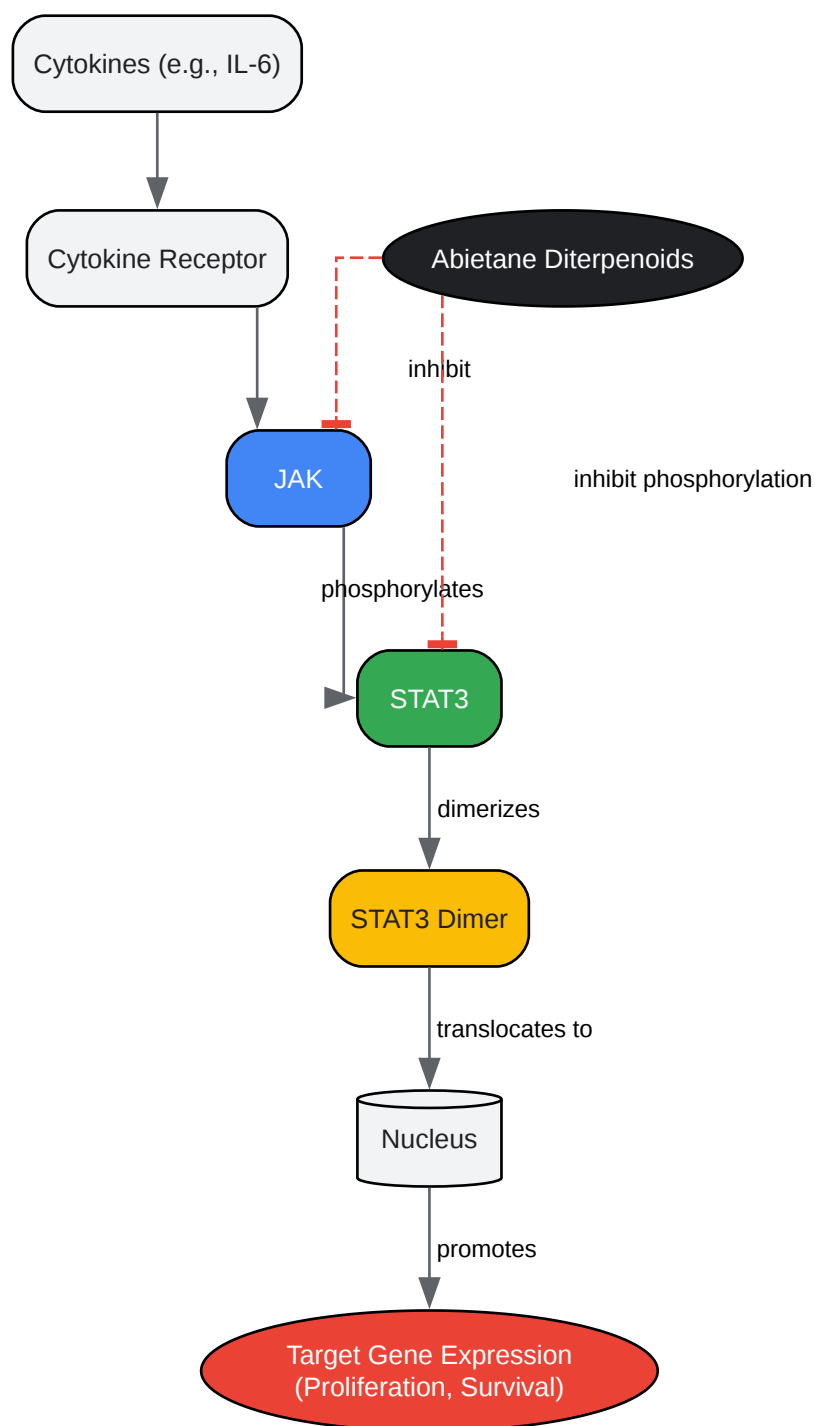 Cytokines (e.g., IL-6)
Cytokine Receptor
Abietane Diterpenoids
inhibit
JAK
inhibit phosphorylation
phosphorylates
STAT3
dimerizes
STAT3 Dimer
translocates to
Nucleus
promotes
Target Gene Expression
(Proliferation, Survival)